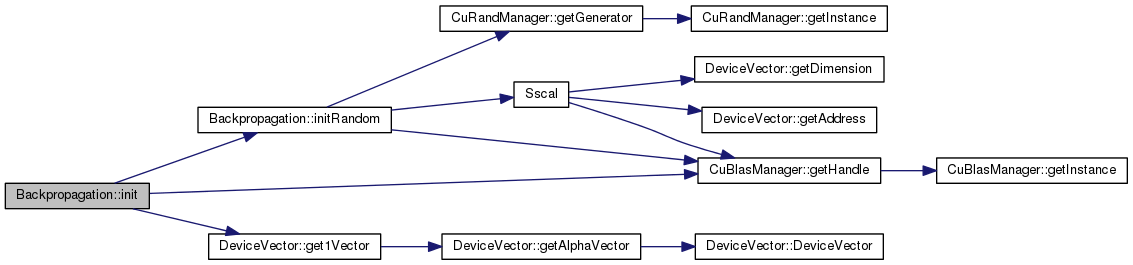 CuRandManager::getGenerator
CuRandManager::getInstance
DeviceVector::getDimension
Sscal
Backpropagation::initRandom
DeviceVector::getAddress
CuBlasManager::getHandle
CuBlasManager::getInstance
Backpropagation::init
DeviceVector::get1Vector
DeviceVector::getAlphaVector
DeviceVector::DeviceVector